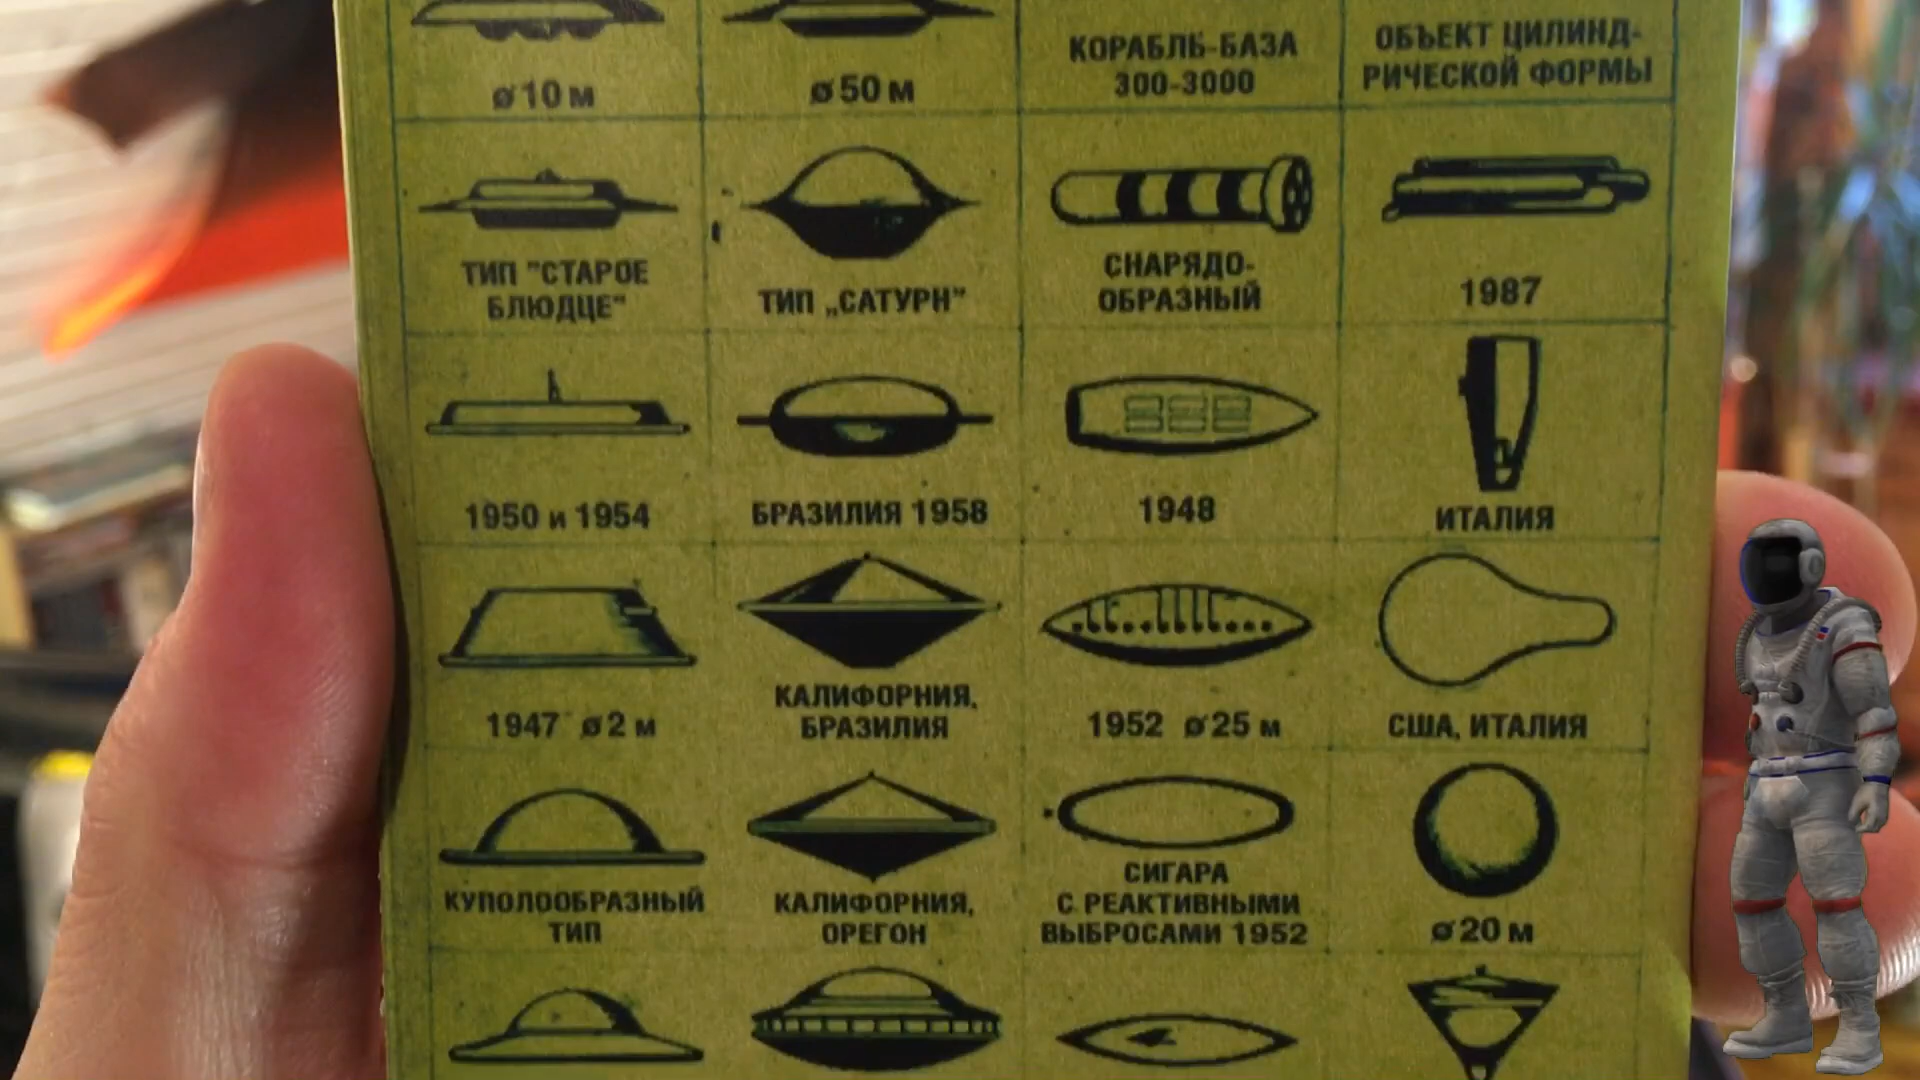 ø10 м
ø50 м
КОРАБЛЬ-БАЗА
300-3000
ОБЪЕКТ ЦИЛИНД-
РИЧЕСКОЙ ФОРМЫ
ТИП "СТАРОЕ
БЛЮДЦЕ"
ТИП „САТУРН”
СНАРЯДО-
ОБРАЗНЫЙ
1987
1950 и 1954
БРАЗИЛИЯ 1958
1948
ИТАЛИЯ
1947 ø2 м
КАЛИФОРНИЯ,
БРАЗИЛИЯ
1952 ø25 м
США, ИТАЛИЯ
КУПОЛООБРАЗНЫЙ
ТИП
КАЛИФОРНИЯ,
ОРЕГОН
СИГАРА
С РЕАКТИВНЫМИ
ВЫБРОСАМИ 1952
ø20 м